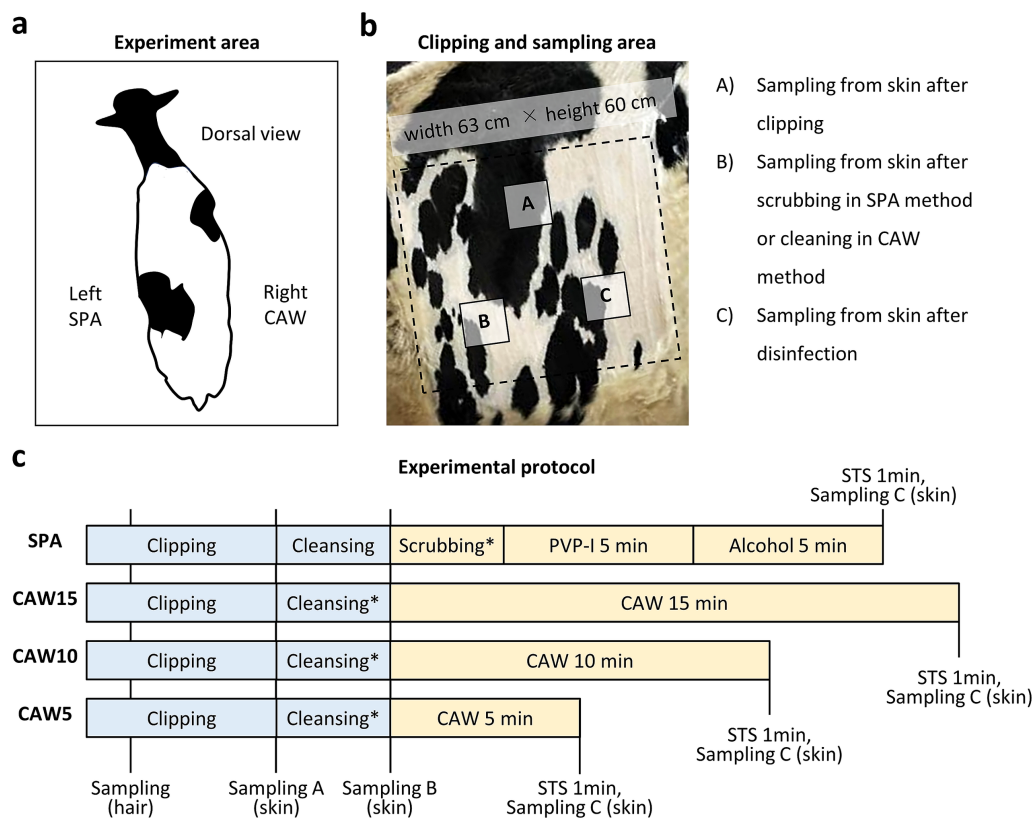 a
Experiment area
Dorsal view
Left
SPA
Right
CAW
b
Clipping and sampling area
width 63 cm × height 60 cm
A
B
C
A) Sampling from skin after
clipping
B) Sampling from skin after
scrubbing in SPA method
or cleaning in CAW
method
C) Sampling from skin after
disinfection
c
Experimental protocol
STS 1min,
Sampling C (skin)
SPA
Clipping
Cleansing
Scrubbing*
PVP-I 5 min
Alcohol 5 min
CAW15
Clipping
Cleansing*
CAW 15 min
CAW10
Clipping
Cleansing*
CAW 10 min
STS 1min,
Sampling C (skin)
CAW5
Clipping
Cleansing*
CAW 5 min
STS 1min,
Sampling C (skin)
Sampling
(hair)
Sampling A
(skin)
Sampling B
(skin)
STS 1min,
Sampling C (skin)